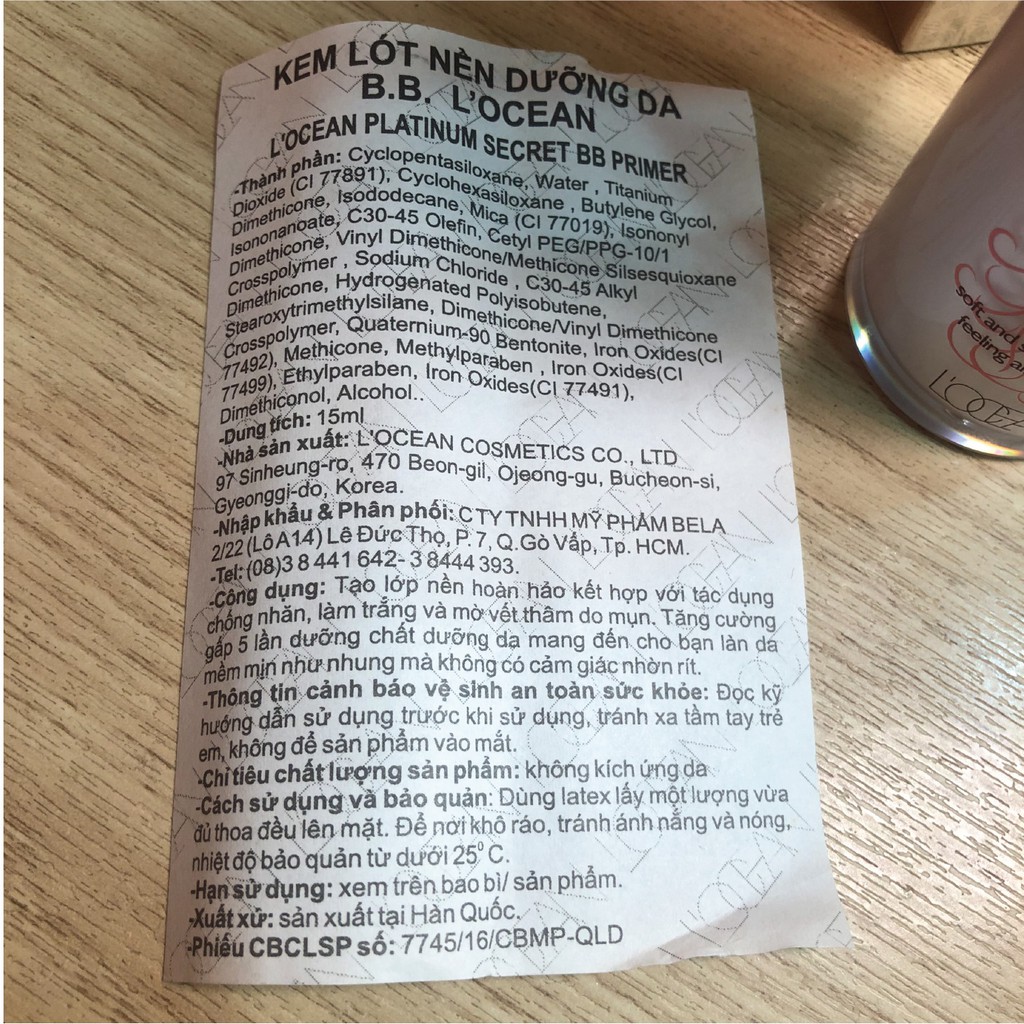 KEM LÓT NỀN DƯỠNG DA
B.B. L'OCEAN
L'OCEAN PLATINUM SECRET BB PRIMER
-Thành phần: Cyclopentasiloxane, Water , Titanium
Dioxide (CI 77891), Cyclohexasiloxane , Butylene Glycol,
Dimethicone, Isododecane, Mica (CI 77019), Isononyl
Isononanoate, C30-45 Olefin, Cetyl PEG/PPG-10/1
Dimethicone, Vinyl Dimethicone/Methicone Silsesquioxane
Crosspolymer , Sodium Chloride , C30-45 Alkyl
Dimethicone, Hydrogenated Polyisobutene,
Stearoxytrimethylsilane, Dimethicone/Vinyl Dimethicone
Crosspolymer, Quaternium-90 Bentonite, Iron Oxides(CI
77492), Methicone, Methylparaben , Iron Oxides(CI
77499), Ethylparaben, Iron Oxides(CI 77491),
Dimethiconol, Alcohol..
-Dung tích: 15ml
-Nhà sản xuất: L'OCEAN COSMETICS CO., LTD
97 Sinheung-ro, 470 Beon-gil, Ojeong-gu, Bucheon-si,
Gyeonggi-do, Korea.
-Nhập khẩu & Phân phối: CTY TNHH MỸ PHẨM BELA
2/22 (Lô A14) Lê Đức Thọ, P.7, Q.Gò Vấp, Tp. HCM.
-Tel: (08)3 8 441 642- 3 8444 393.
-Công dụng: Tạo lớp nền hoàn hảo kết hợp với tác dụng
chống nhăn, làm trắng và mờ vết thâm do mụn. Tăng cường
gấp 5 lần dưỡng chất dưỡng da mang đến cho bạn làn da
mềm mịn như nhung mà không có cảm giác nhờn rít.
-Thông tin cảnh báo vệ sinh an toàn sức khỏe: Đọc kỹ
hướng dẫn sử dụng trước khi sử dụng, tránh xa tầm tay trẻ
em, không để sản phẩm vào mắt.
-Chỉ tiêu chất lượng sản phẩm: không kích ứng da
-Cách sử dụng và bảo quản: Dùng latex lấy một lượng vừa
đủ thoa đều lên mặt. Để nơi khô ráo, tránh ánh nắng và nóng,
nhiệt độ bảo quản từ dưới 25⁰ C.
-Hạn sử dụng: xem trên bao bì/ sản phẩm.
-Xuất xứ: sản xuất tại Hàn Quốc.
-Phiếu CBCLSP số: 7745/16/CBMP-QLD
soft and
feeling
L'OCEA